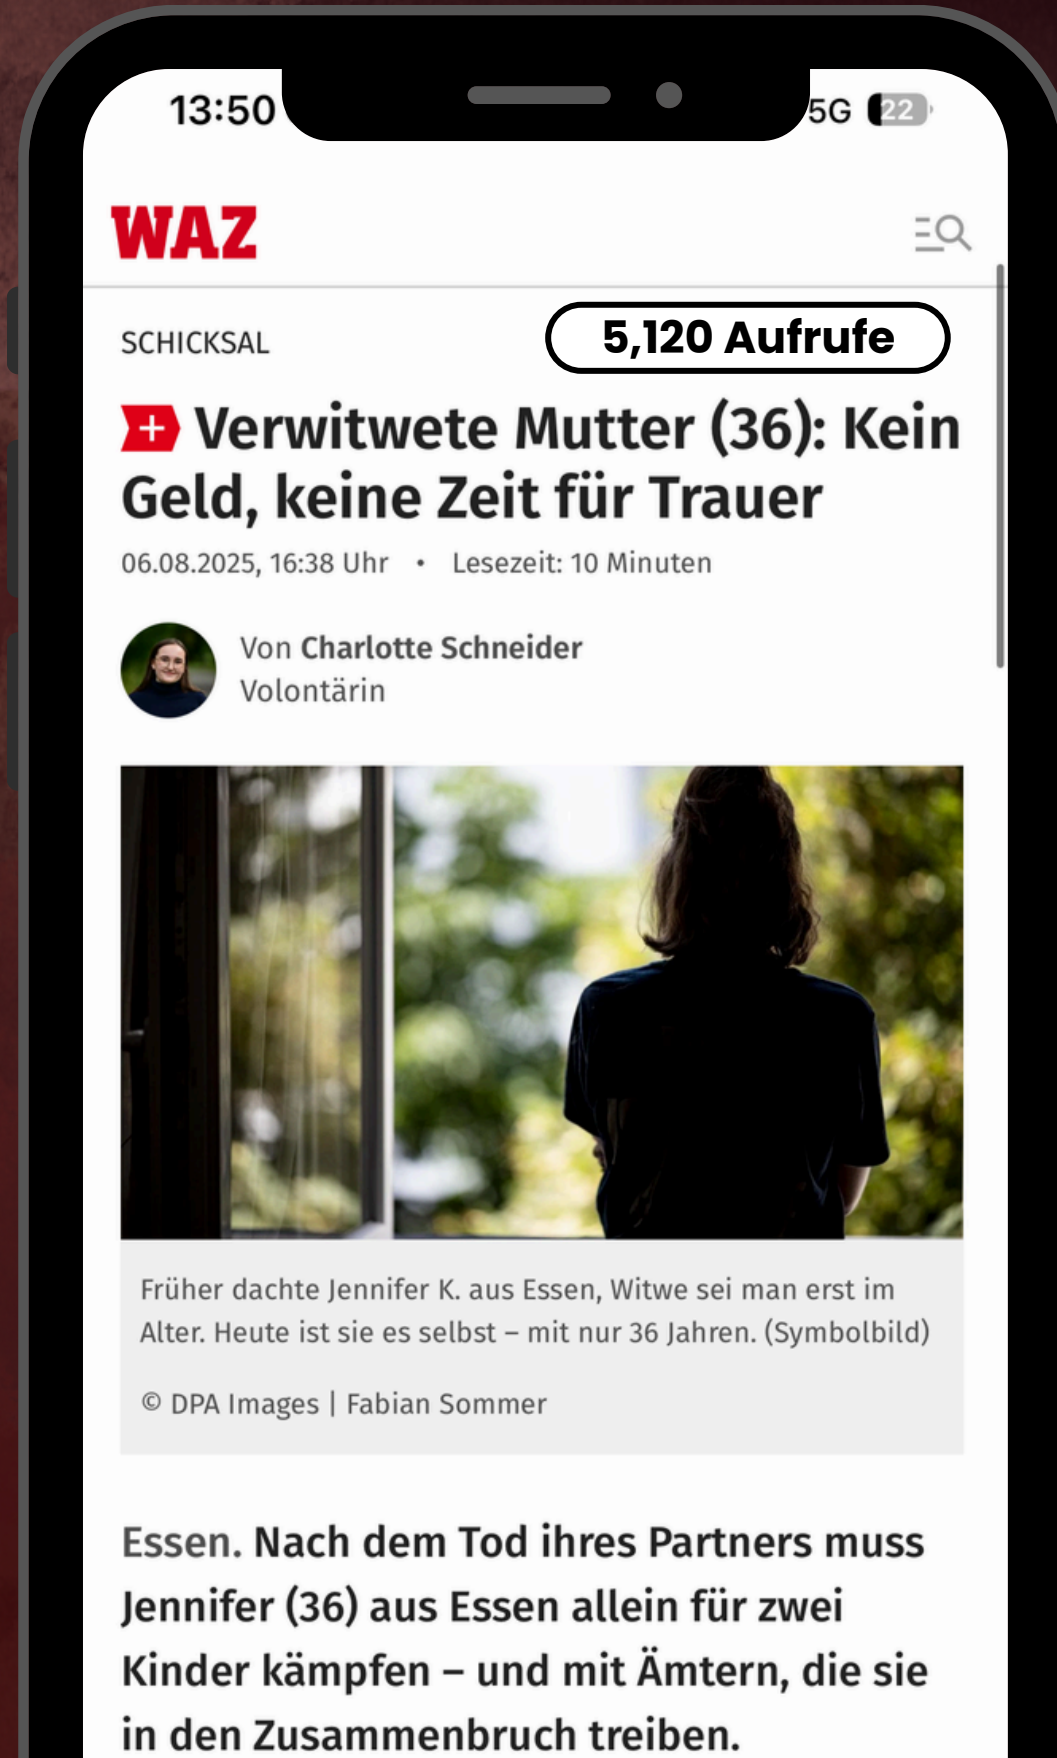 13:50
5G 22
WAZ
SCHICKSAL
5,120 Aufrufe
+ Verwitwete Mutter (36): Kein
Geld, keine Zeit für Trauer
06.08.2025, 16:38 Uhr • Lesezeit: 10 Minuten
Von Charlotte Schneider
Volontärin
Früher dachte Jennifer K. aus Essen, Witwe sei man erst im
Alter. Heute ist sie es selbst – mit nur 36 Jahren. (Symbolbild)
© DPA Images | Fabian Sommer
Essen. Nach dem Tod ihres Partners muss
Jennifer (36) aus Essen allein für zwei
Kinder kämpfen – und mit Ämtern, die sie
in den Zusammenbruch treiben.